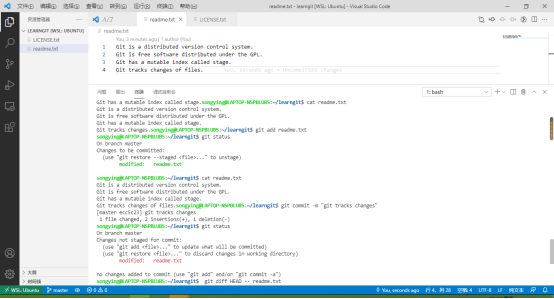 文件(F) 编辑(E) 选择(S) 查看(V) 转到(G) 运行(R) 终端(T) 帮助(H)
readme.txt - learngit [WSL: Ubuntu] - Visual Studio Code
资源管理器
readme.txt
LICENSE.txt
LEARNGIT [WSL: UBUNTU]
LICENSE.txt
readme.txt
readme.txt
You, 3 minutes ago | 1 author (You)
1 Git is a distributed version control system.
2 Git is free software distributed under the GPL.
3 Git has a mutable index called stage.
4 Git tracks changes of files. You, seconds ago • Uncommitted changes
问题 输出 终端 调试控制台
1: bash
Git has a mutable index called stage.songying@LAPTOP-NSPBLUBS:~/learngit$ cat readme.txt
Git is a distributed version control system.
Git is free software distributed under the GPL.
Git has a mutable index called stage.
Git tracks changes.songying@LAPTOP-NSPBLUBS:~/learngit$ git add readme.txt
songying@LAPTOP-NSPBLUBS:~/learngit$ git status
On branch master
Changes to be committed:
(use "git restore --staged <file>..." to unstage)
modified: readme.txt
songying@LAPTOP-NSPBLUBS:~/learngit$ cat readme.txt
Git is a distributed version control system.
Git is free software distributed under the GPL.
Git has a mutable index called stage.
Git tracks changes of files.songying@LAPTOP-NSPBLUBS:~/learngit$ git commit -m "git tracks changes"
[master ecc5c23] git tracks changes
1 file changed, 2 insertions(+), 1 deletion(-)
songying@LAPTOP-NSPBLUBS:~/learngit$ git status
On branch master
Changes not staged for commit:
(use "git add <file>..." to update what will be committed)
(use "git restore <file>..." to discard changes in working directory)
modified: readme.txt
no changes added to commit (use "git add" and/or "git commit -a")
songying@LAPTOP-NSPBLUBS:~/learngit$ git diff HEAD -- readme.txt
大纲
时间线
WSL: Ubuntu master 0 0 You, seconds ago 行 4, 列 28 空格: 4 UTF-8 LF 纯文本